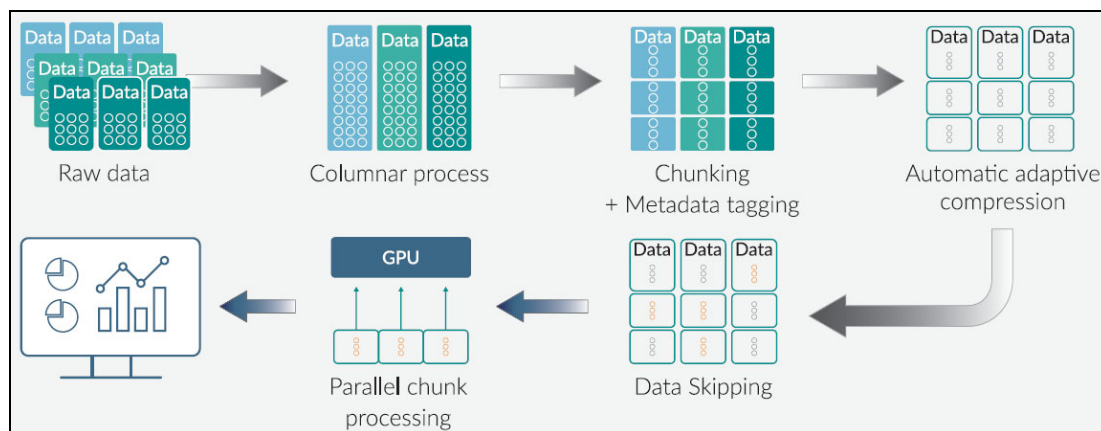 Data Data Data
Data Data Data
Data Data Data
Raw data
Data Data Data
Columnar process
Data Data Data
Chunking
+ Metadata tagging
Data Data Data
Automatic adaptive
compression
GPU
Parallel chunk
processing
Data Data Data
Data Skipping